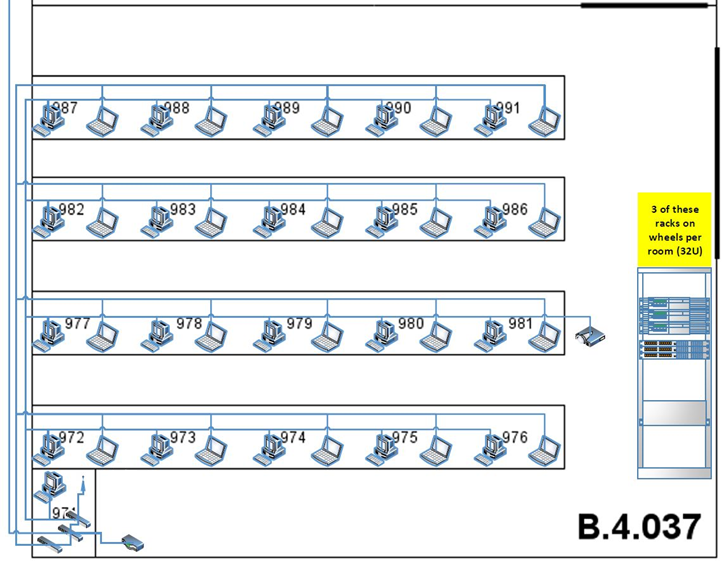 987 988 989 990 991
982 983 984 985 986
3 of these
racks on
wheels per
room (32U)
977 978 979 980 981
972 973 974 975 976
971
B.4.037